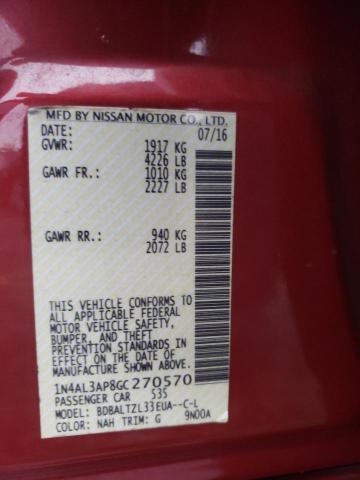 MFD BY NISSAN MOTOR CO., LTD.
DATE: 07/16
GVWR: 1917 KG
4226 LB
GAWR FR.: 1010 KG
2227 LB
GAWR RR.: 940 KG
2072 LB
THIS VEHICLE CONFORMS TO
ALL APPLICABLE FEDERAL
MOTOR VEHICLE SAFETY,
BUMPER, AND THEFT
PREVENTION STANDARDS IN
EFFECT ON THE DATE OF
MANUFACTURE SHOWN ABOVE.
1N4AL3AP8GC270570
PASSENGER CAR 535
MODEL: BDBALTZL33EUA--C-L
COLOR: NAH TRIM: G 9N00A